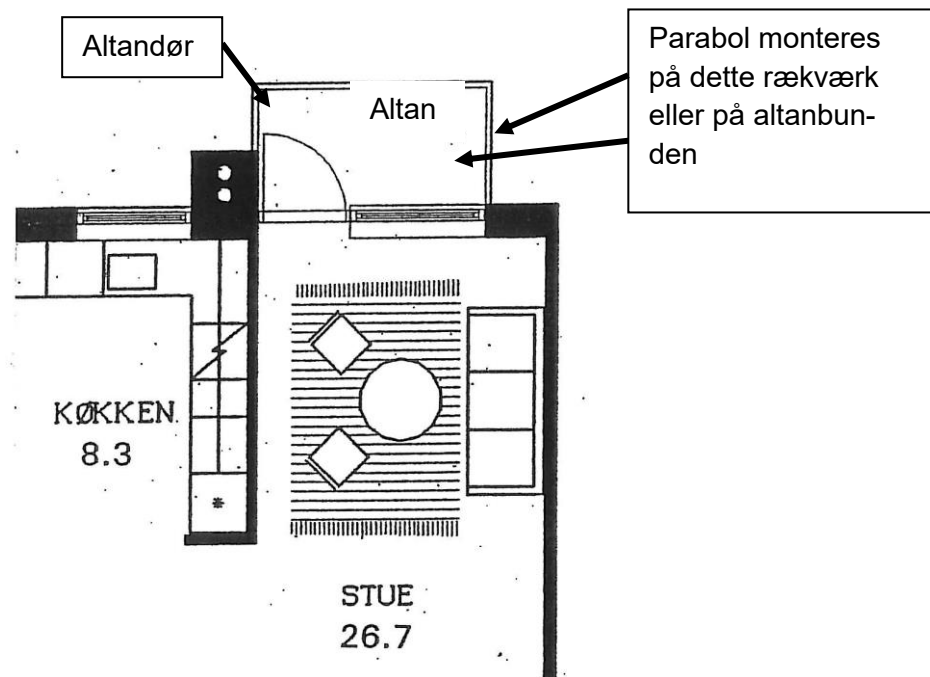 Altandør
Parabol monteres
på dette rækværk
eller på altanbun-
den
Altan
KØKKEN
8.3
*
STUE
26.7